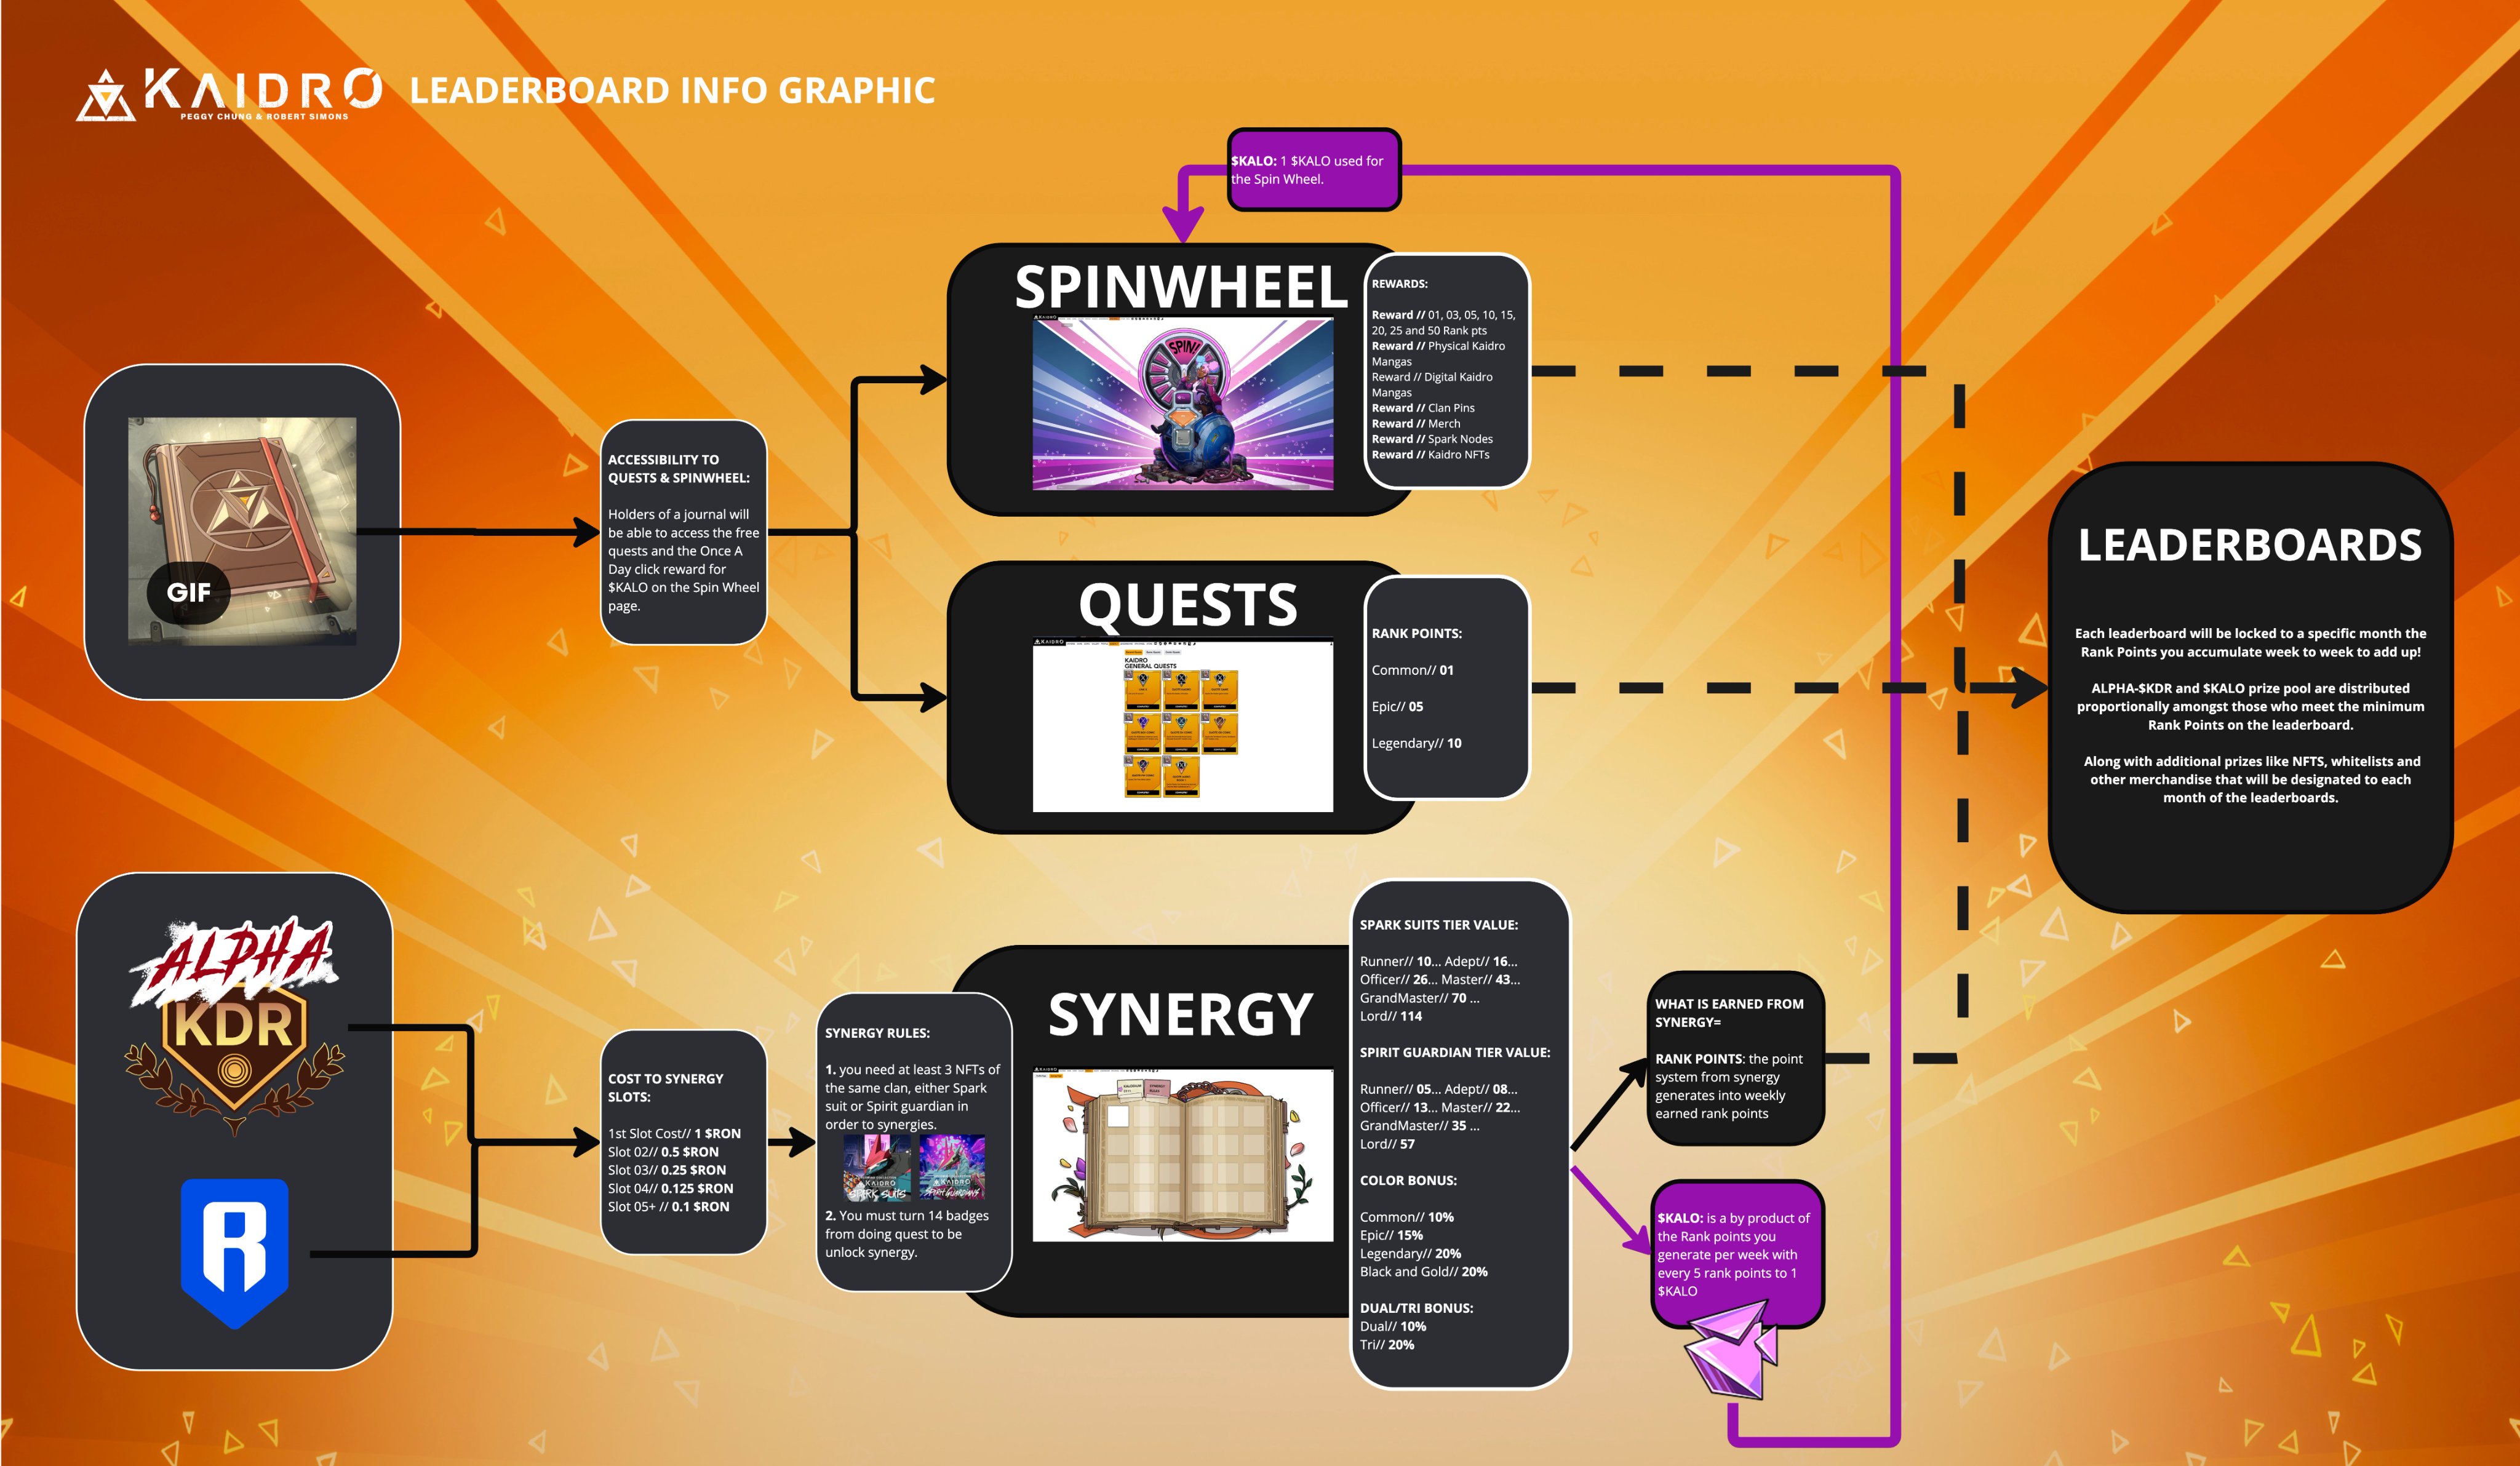 KAIDRO
PEGGY CHUNG & ROBERT SIMONS
LEADERBOARD INFO GRAPHIC
$KALO: 1 $KALO used for
the Spin Wheel.
SPINWHEEL
SPIN!
REWARDS:
Reward // 01, 03, 05, 10, 15,
20, 25 and 50 Rank pts
Reward // Physical Kaidro
Mangas
Reward // Digital Kaidro
Mangas
Reward // Clan Pins
Reward // Merch
Reward // Spark Nodes
Reward // Kaidro NFTs
GIF
ACCESSIBILITY TO
QUESTS & SPINWHEEL:
Holders of a journal will
be able to access the free
quests and the Once A
Day click reward for
$KALO on the Spin Wheel
page.
QUESTS
KAIDRO
KAIDRO
GENERAL QUESTS
RANK POINTS:
Common// 01
Epic// 05
Legendary// 10
LEADERBOARDS
Each leaderboard will be locked to a specific month the
Rank Points you accumulate week to week to add up!
ALPHA-$KDR and $KALO prize pool are distributed
proportionally amongst those who meet the minimum
Rank Points on the leaderboard.
Along with additional prizes like NFTS, whitelists and
other merchandise that will be designated to each
month of the leaderboards.
ALPHA
KDR
R
COST TO SYNERGY
SLOTS:
1st Slot Cost// 1 $RON
Slot 02// 0.5 $RON
Slot 03// 0.25 $RON
Slot 04// 0.125 $RON
Slot 05+ // 0.1 $RON
SYNERGY RULES:
1. you need at least 3 NFTs of
the same clan, either Spark
suit or Spirit guardian in
order to synergies.
KAIDRO
SPARK SUITS
KAIDRO
SPIRIT GUARDIANS
2. You must turn 14 badges
from doing quest to be
unlock synergy.
SYNERGY
SPARK SUITS TIER VALUE:
Runner// 10... Adept// 16...
Officer// 26... Master// 43...
GrandMaster// 70 ...
Lord// 114
SPIRIT GUARDIAN TIER VALUE:
Runner// 05... Adept// 08...
Officer// 13... Master// 22...
GrandMaster// 35 ...
Lord// 57
COLOR BONUS:
Common// 10%
Epic// 15%
Legendary// 20%
Black and Gold// 20%
DUAL/TRI BONUS:
Dual// 10%
Tri// 20%
WHAT IS EARNED FROM
SYNERGY=
RANK POINTS: the point
system from synergy
generates into weekly
earned rank points
$KALO: is a by product of
the Rank points you
generate per week with
every 5 rank points to 1
$KALO